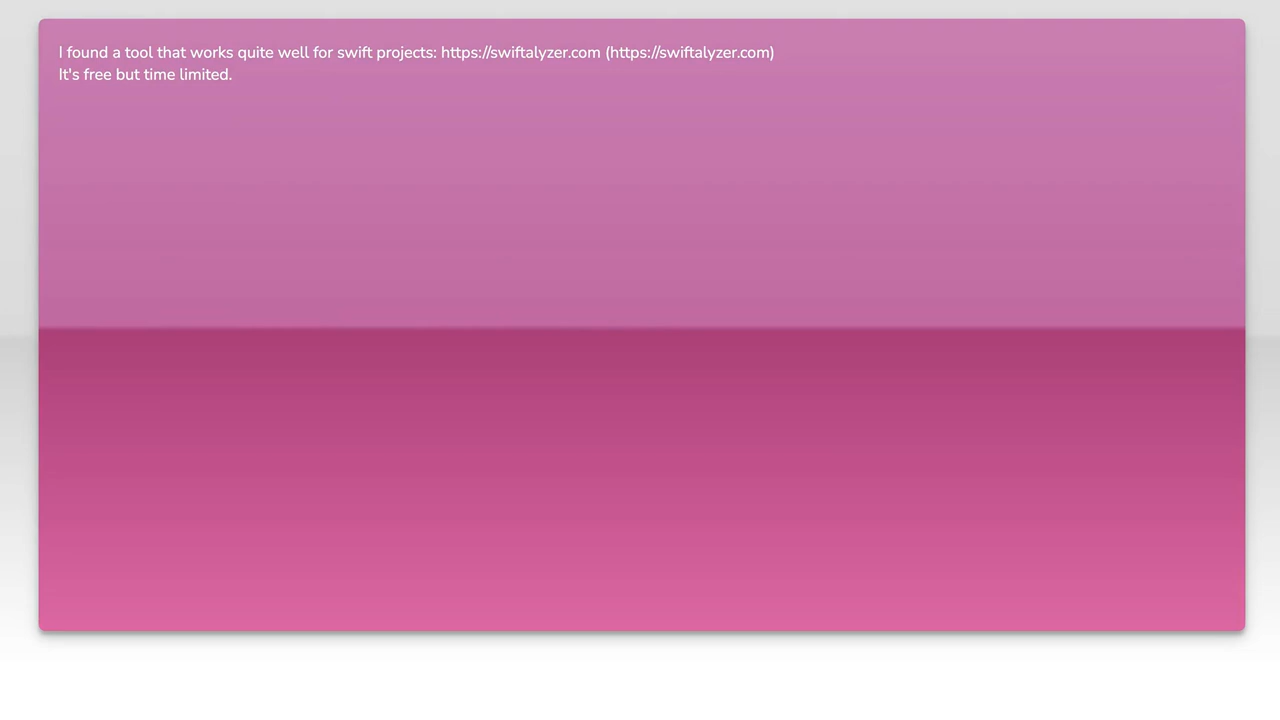 I found a tool that works quite well for swift projects: https://swiftalyzer.com (https://swiftalyzer.com)
It's free but time limited.